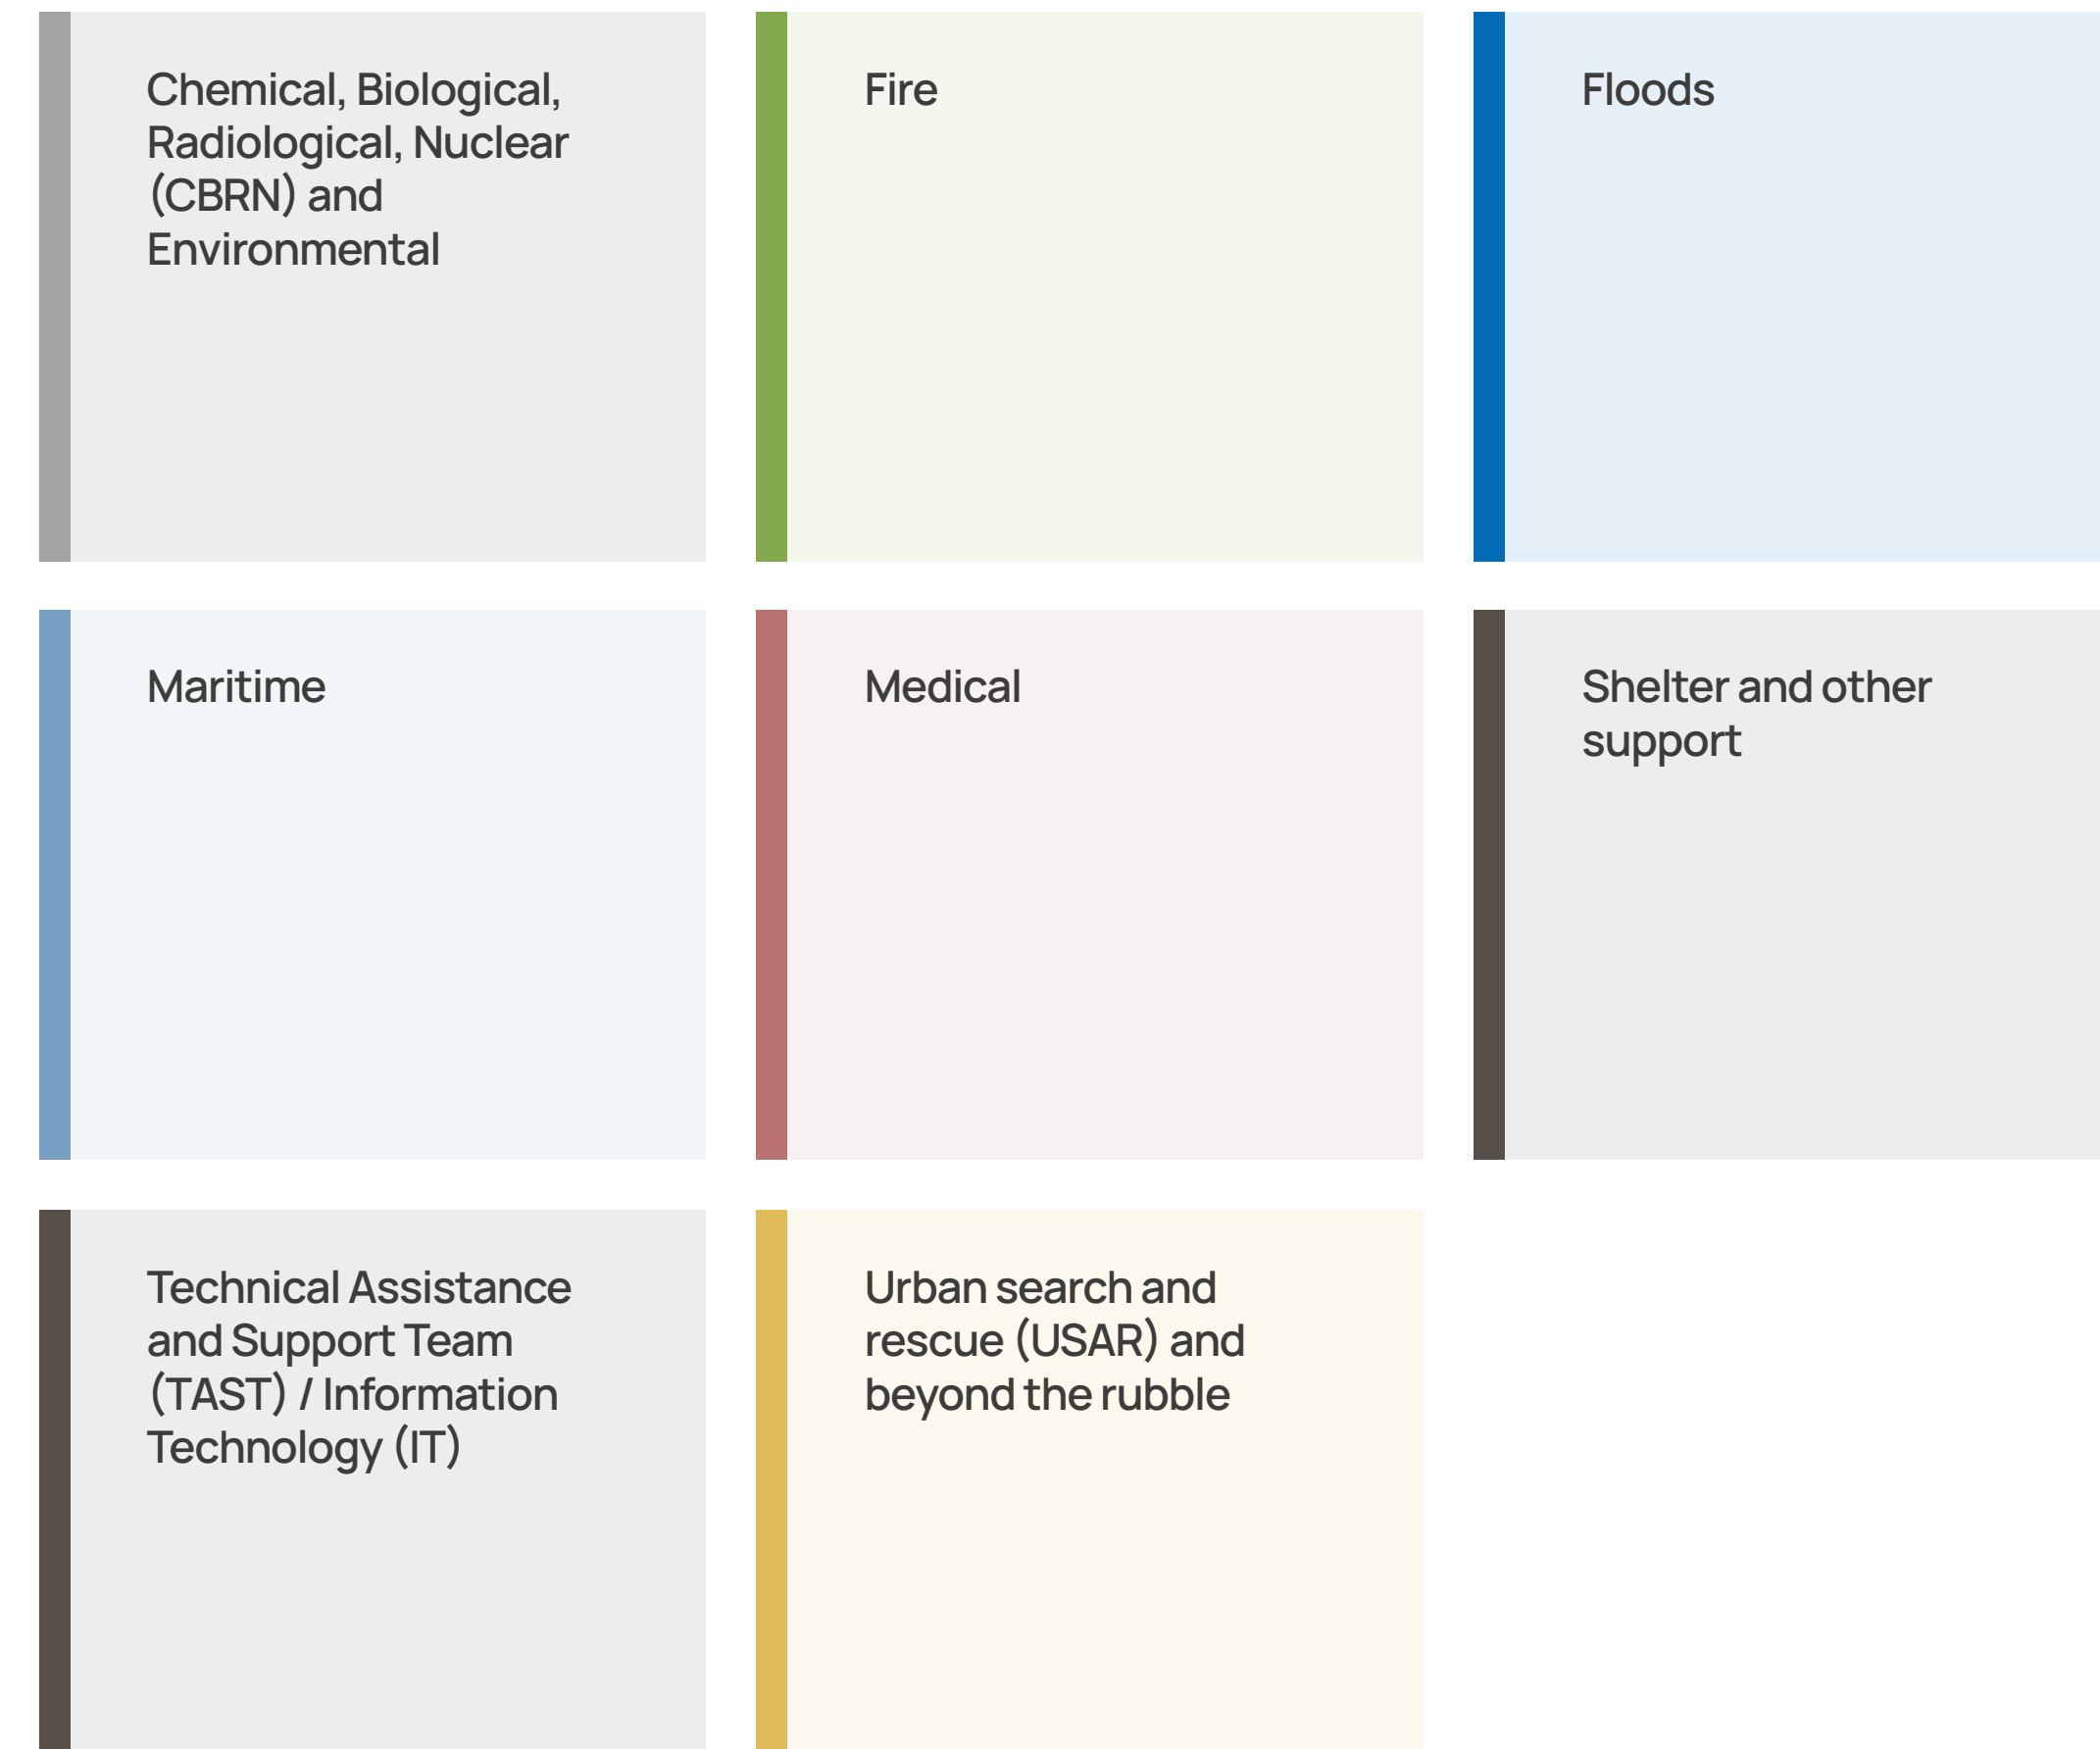 Chemical, Biological,
Radiological, Nuclear
(CBRN) and
Environmental
Fire
Floods
Maritime
Medical
Shelter and other
support
Technical Assistance
and Support Team
(TAST) / Information
Technology (IT)
Urban search and
rescue (USAR) and
beyond the rubble